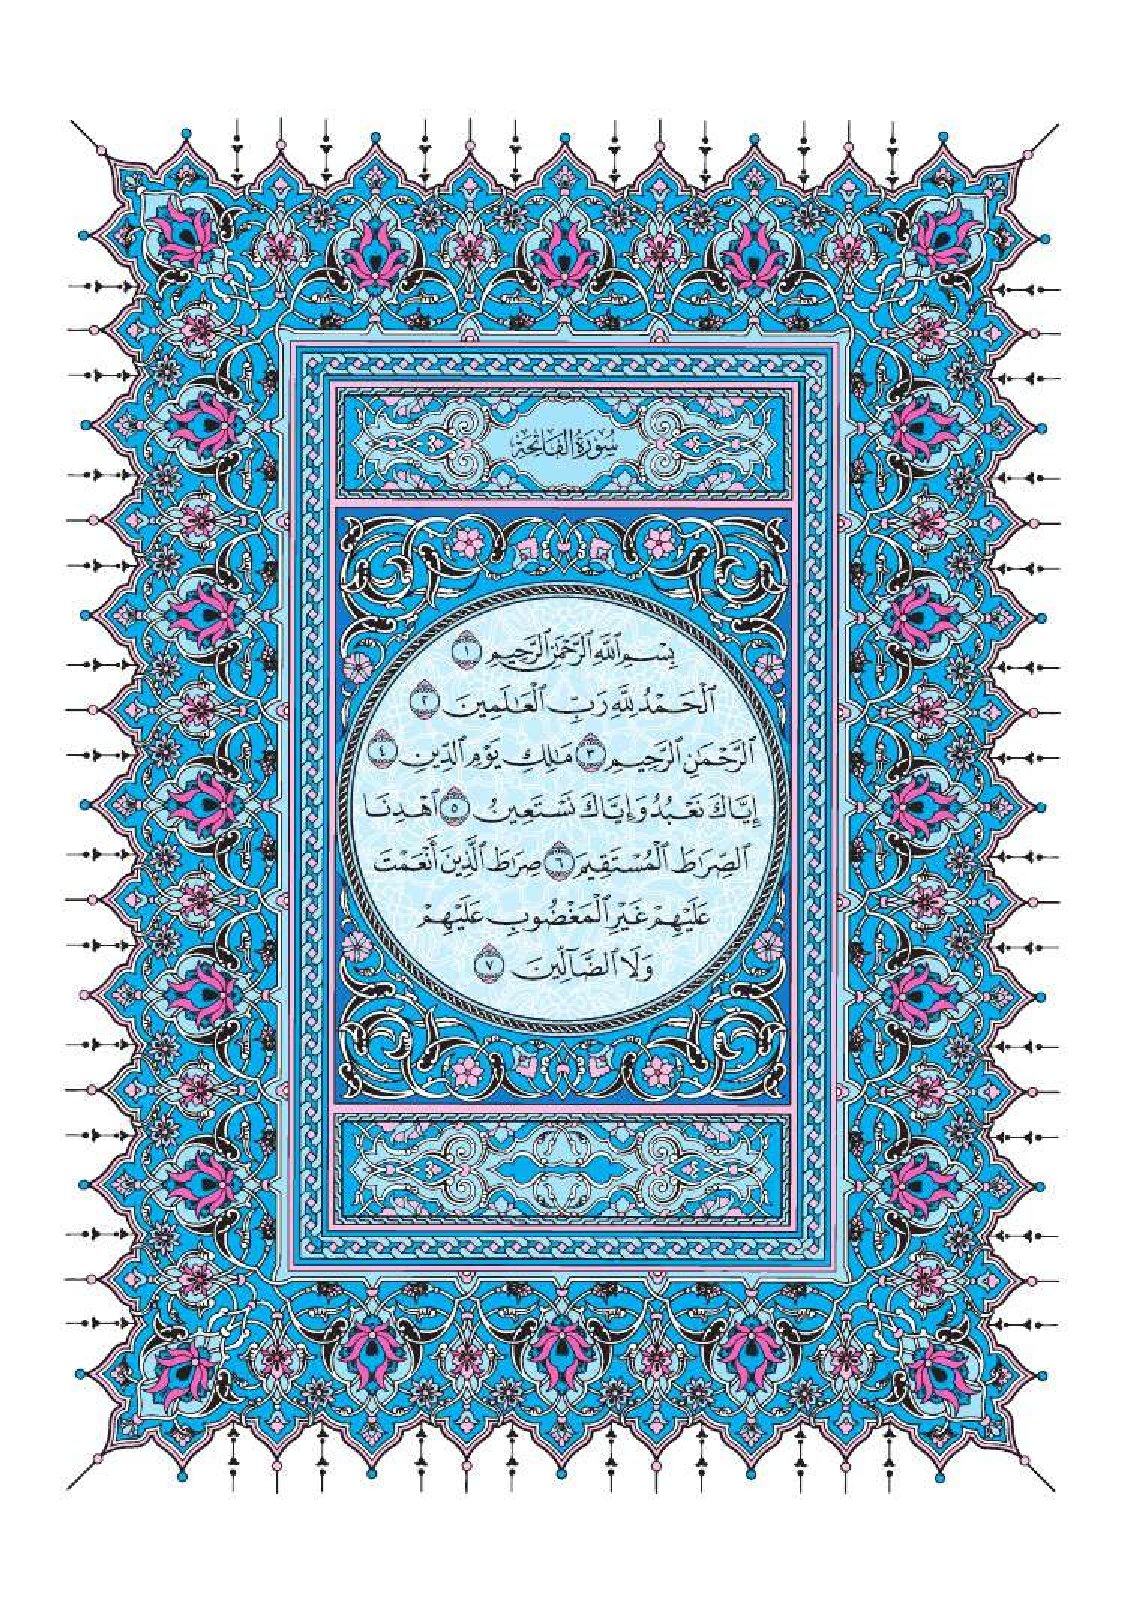 سُورَةُ الفَاتِحَةِ
بِسْمِ ٱللَّهِ ٱلرَّحْمَٰنِ ٱلرَّحِيمِ ١
ٱلْحَمْدُ لِلَّهِ رَبِّ ٱلْعَٰلَمِينَ ٢
ٱلرَّحْمَٰنِ ٱلرَّحِيمِ ٣ مَٰلِكِ يَوْمِ ٱلدِّينِ ٤
إِيَّاكَ نَعْبُدُ وَإِيَّاكَ نَسْتَعِينُ ٥ ٱهْدِنَا
ٱلصِّرَٰطَ ٱلْمُسْتَقِيمَ ٦ صِرَٰطَ ٱلَّذِينَ أَنْعَمْتَ
عَلَيْهِمْ غَيْرِ ٱلْمَغْضُوبِ عَلَيْهِمْ
وَلَا ٱلضَّآلِّينَ ٧